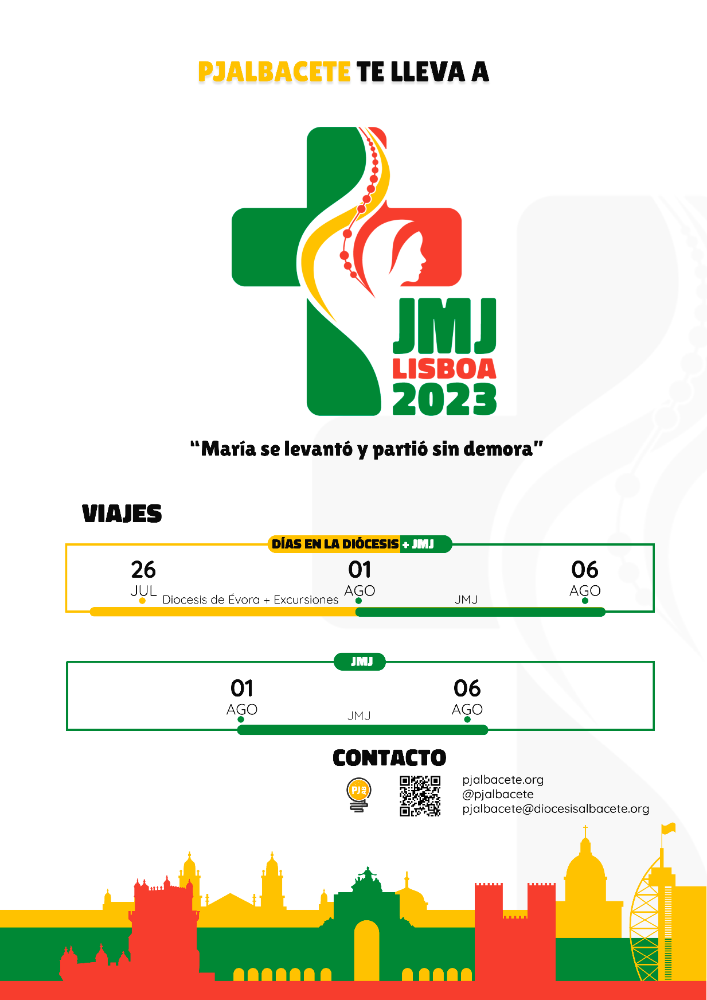 PJALBACETE TE LLEVA A
JMJ
LISBOA
2023
“María se levantó y partió sin demora”
VIAJES
DÍAS EN LA DIÓCESIS + JMJ
26 01 06
JUL AGO AGO
Diocesis de Évora + Excursiones JMJ
JMJ
01 06
AGO AGO
JMJ
CONTACTO
PJ AB
pjalbacete.org
@pjalbacete
pjalbacete@diocesisalbacete.org